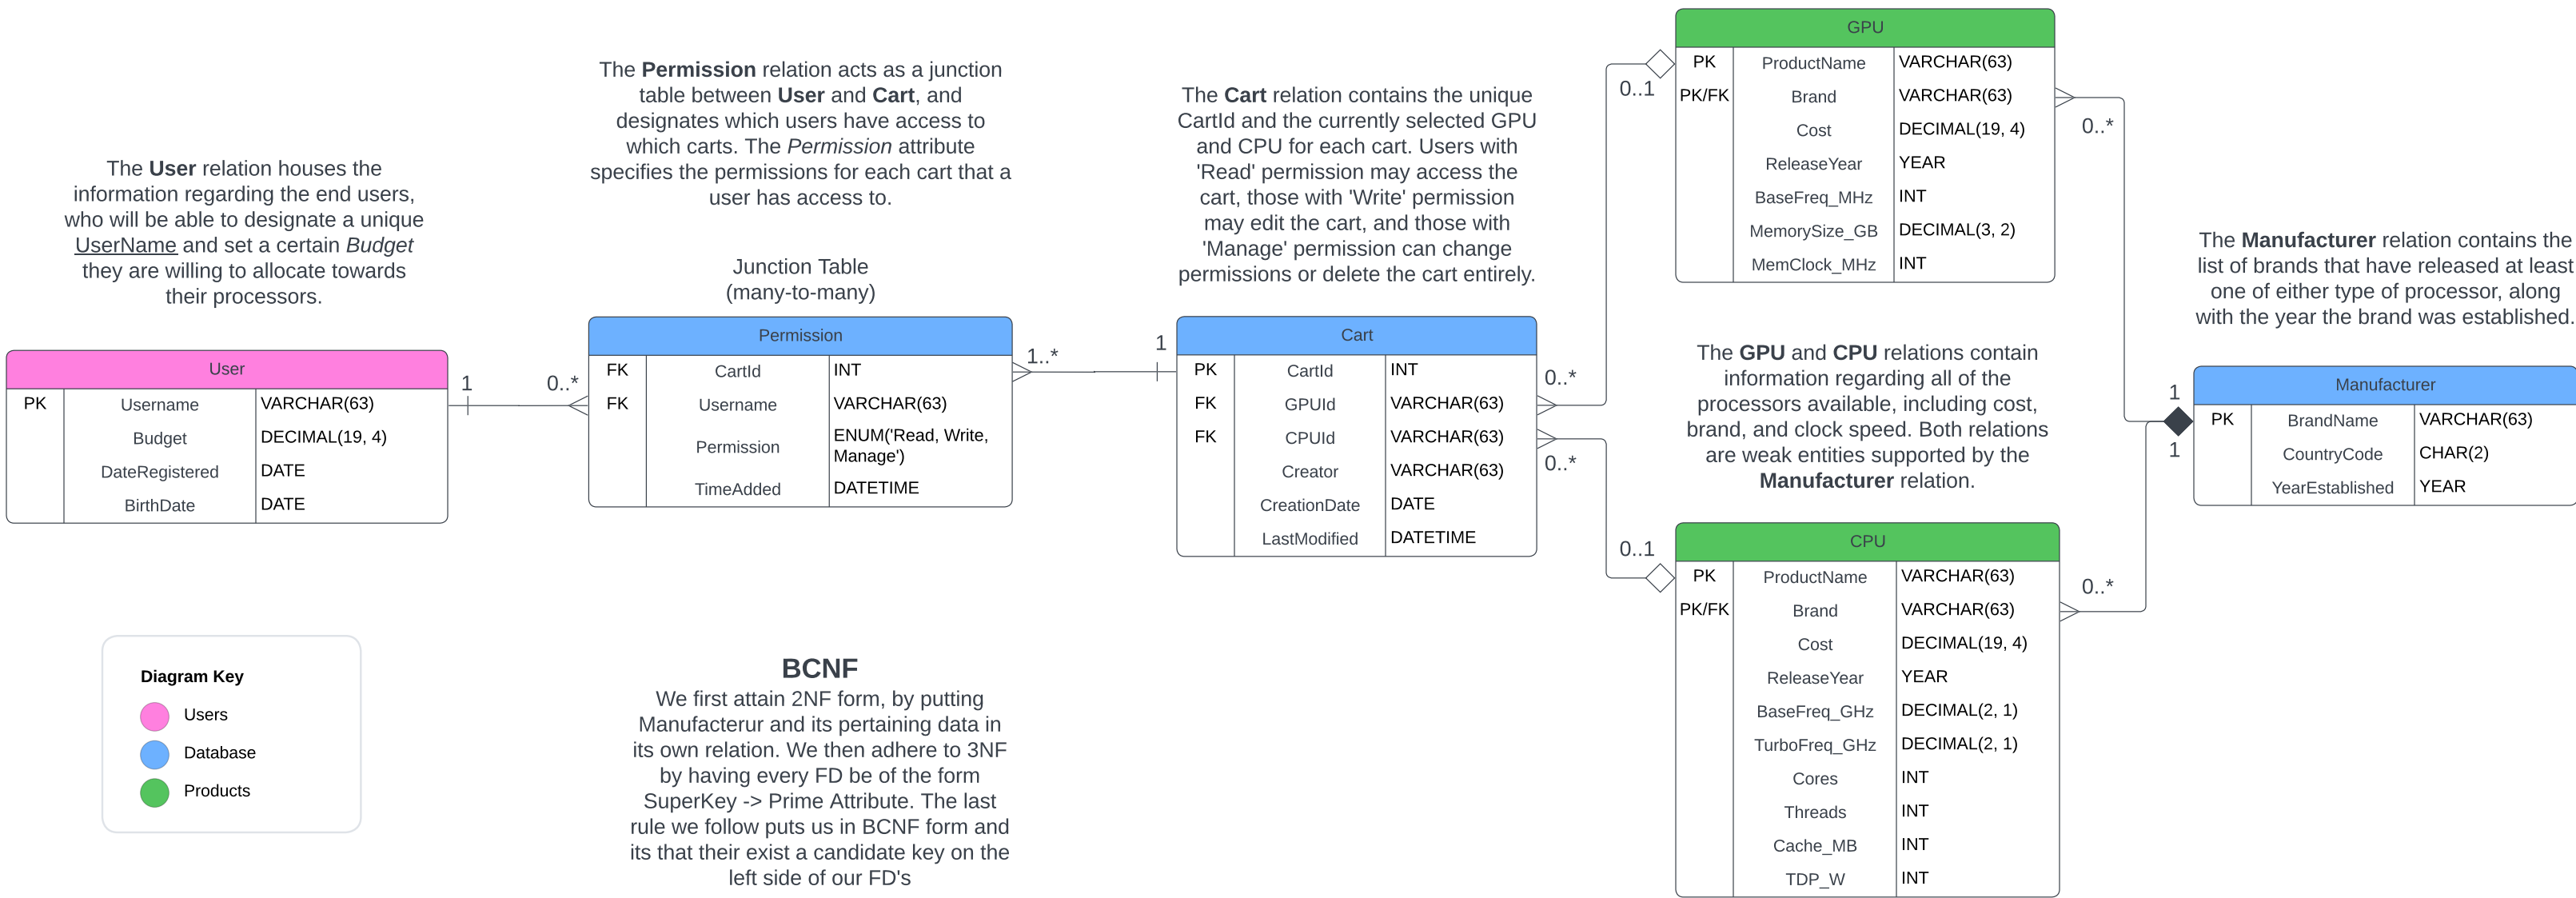 The User relation houses the
information regarding the end users,
who will be able to designate a unique
UserName and set a certain Budget
they are willing to allocate towards
their processors.
User
PK Username VARCHAR(63)
Budget DECIMAL(19, 4)
DateRegistered DATE
BirthDate DATE
1
0..*
The Permission relation acts as a junction
table between User and Cart, and
designates which users have access to
which carts. The Permission attribute
specifies the permissions for each cart that a
user has access to.
Junction Table
(many-to-many)
Permission
FK CartId INT
FK Username VARCHAR(63)
Permission ENUM('Read, Write,
Manage')
TimeAdded DATETIME
1..*
1
The Cart relation contains the unique
CartId and the currently selected GPU
and CPU for each cart. Users with
'Read' permission may access the
cart, those with 'Write' permission
may edit the cart, and those with
'Manage' permission can change
permissions or delete the cart entirely.
Cart
PK CartId INT
FK GPUId VARCHAR(63)
FK CPUId VARCHAR(63)
Creator VARCHAR(63)
CreationDate DATE
LastModified DATETIME
0..*
0..*
0..1
0..1
GPU
PK ProductName VARCHAR(63)
PK/FK Brand VARCHAR(63)
Cost DECIMAL(19, 4)
ReleaseYear YEAR
BaseFreq_MHz INT
MemorySize_GB DECIMAL(3, 2)
MemClock_MHz INT
0..*
The GPU and CPU relations contain
information regarding all of the
processors available, including cost,
brand, and clock speed. Both relations
are weak entities supported by the
Manufacturer relation.
CPU
PK ProductName VARCHAR(63)
PK/FK Brand VARCHAR(63)
Cost DECIMAL(19, 4)
ReleaseYear YEAR
BaseFreq_GHz DECIMAL(2, 1)
TurboFreq_GHz DECIMAL(2, 1)
Cores INT
Threads INT
Cache_MB INT
TDP_W INT
0..*
1
1
The Manufacturer relation contains the
list of brands that have released at least
one of either type of processor, along
with the year the brand was established.
Manufacturer
PK BrandName VARCHAR(63)
CountryCode CHAR(2)
YearEstablished YEAR
Diagram Key
Users
Database
Products
BCNF
We first attain 2NF form, by putting
Manufacterur and its pertaining data in
its own relation. We then adhere to 3NF
by having every FD be of the form
SuperKey -> Prime Attribute. The last
rule we follow puts us in BCNF form and
its that their exist a candidate key on the
left side of our FD's